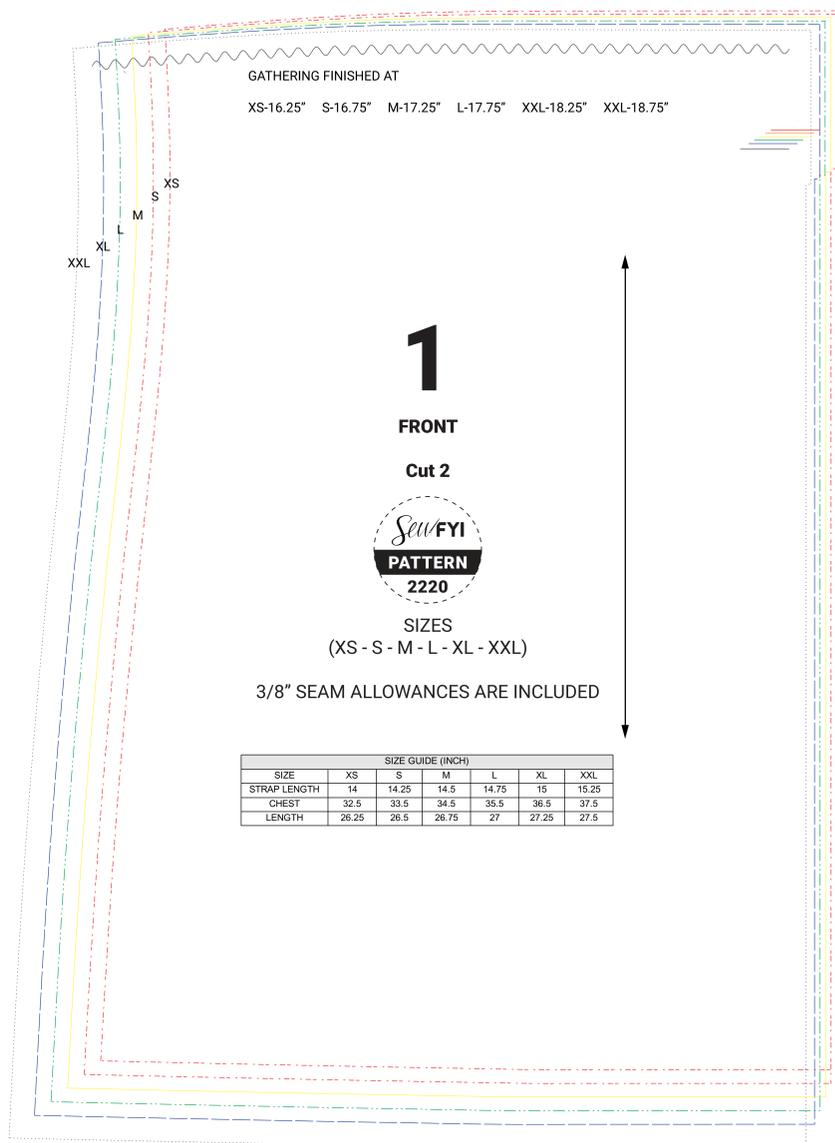 GATHERING FINISHED AT
XS-16.25” S-16.75” M-17.25” L-17.75” XXL-18.25” XXL-18.75”
XS
S
M
L
XL
XXL
1
FRONT
Cut 2
SewFYI
PATTERN
2220
SIZES
(XS - S - M - L - XL - XXL)
3/8” SEAM ALLOWANCES ARE INCLUDED
SIZE GUIDE (INCH)
SIZE XS S M L XL XXL
STRAP LENGTH 14 14.25 14.5 14.75 15 15.25
CHEST 32.5 33.5 34.5 35.5 36.5 37.5
LENGTH 26.25 26.5 26.75 27 27.25 27.5